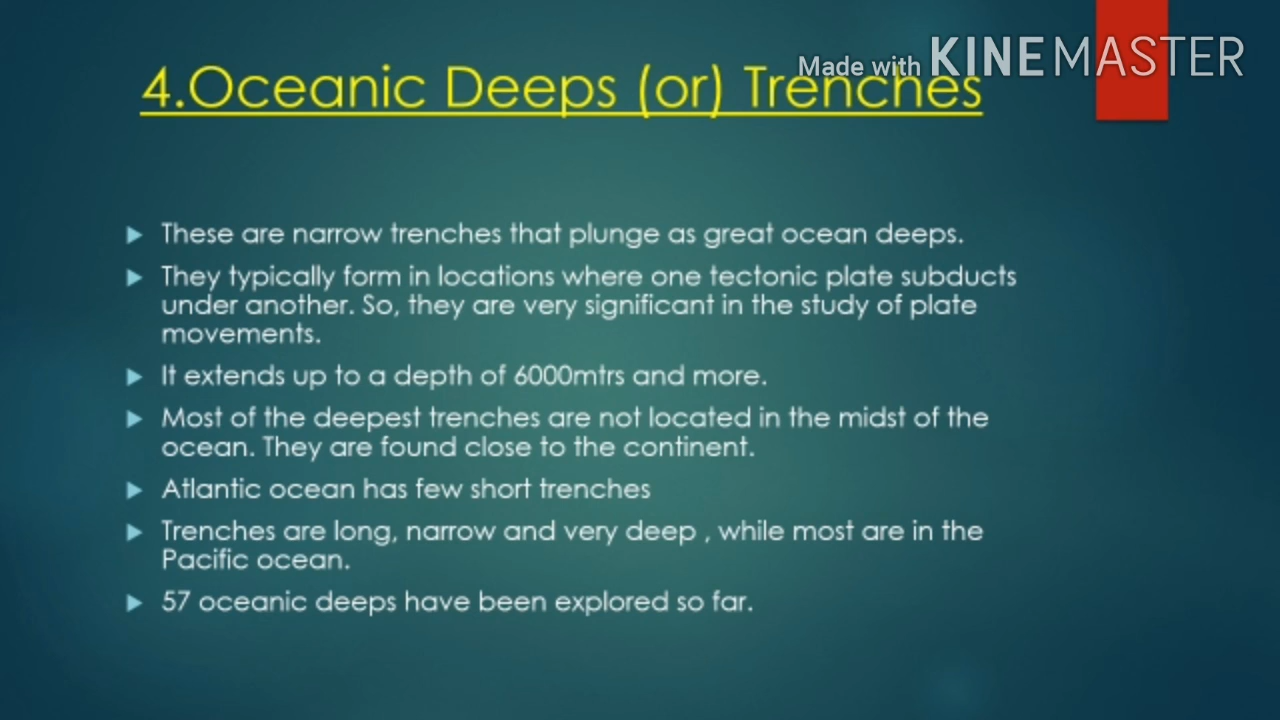 Made with KINEMASTER
4.Oceanic Deeps (or) Trenches
These are narrow trenches that plunge as great ocean deeps.
They typically form in locations where one tectonic plate subducts
under another. So, they are very significant in the study of plate
movements.
It extends up to a depth of 6000mtrs and more.
Most of the deepest trenches are not located in the midst of the
ocean. They are found close to the continent.
Atlantic ocean has few short trenches
Trenches are long, narrow and very deep , while most are in the
Pacific ocean.
57 oceanic deeps have been explored so far.